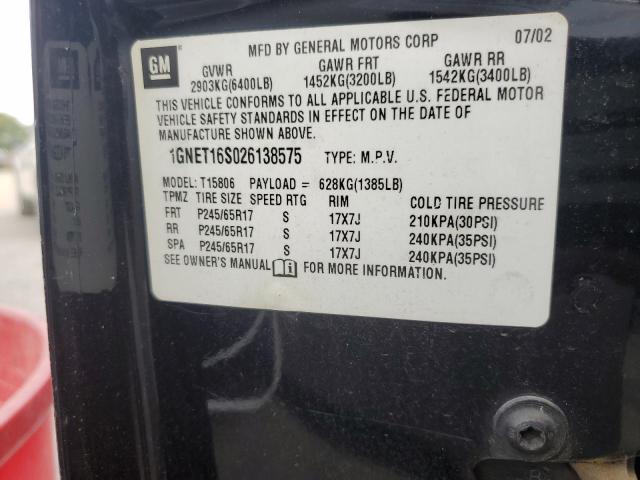 GM
MFD BY GENERAL MOTORS CORP 07/02
GVWR GAWR FRT GAWR RR
2903KG(6400LB) 1452KG(3200LB) 1542KG(3400LB)
THIS VEHICLE CONFORMS TO ALL APPLICABLE U.S. FEDERAL MOTOR
VEHICLE SAFETY STANDARDS IN EFFECT ON THE DATE OF
MANUFACTURE SHOWN ABOVE.
1GNET16S026138575 TYPE: M.P.V.
MODEL: T15806 PAYLOAD = 628KG(1385LB)
TPMZ TIRE SIZE SPEED RTG RIM COLD TIRE PRESSURE
FRT P245/65R17 S 17X7J 210KPA(30PSI)
RR P245/65R17 S 17X7J 240KPA(35PSI)
SPA P245/65R17 S 17X7J 240KPA(35PSI)
SEE OWNER'S MANUAL FOR MORE INFORMATION.